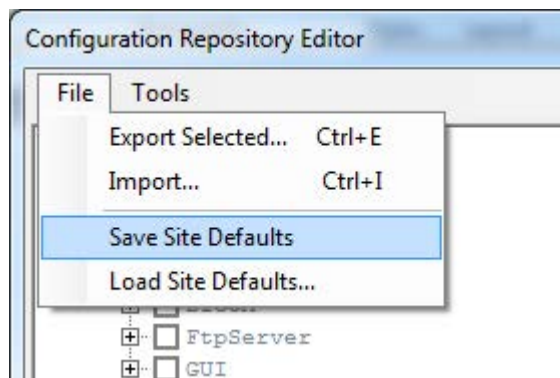 Configuration Repository Editor
File Tools
Export Selected... Ctrl+E
Import... Ctrl+I
Save Site Defaults
Load Site Defaults...
FtpServer
GUI